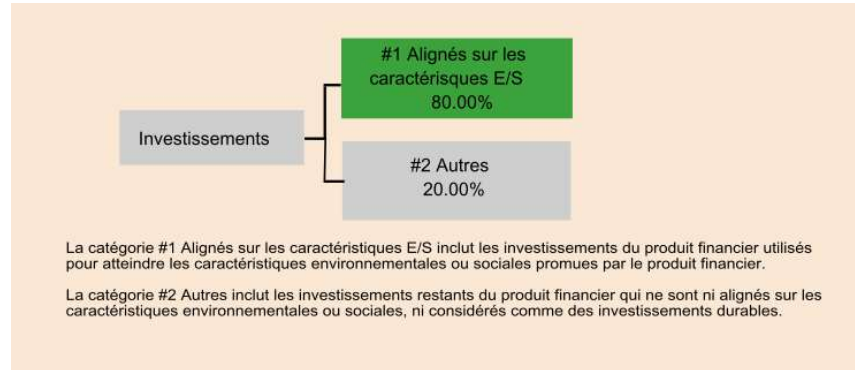 #1 Alignés sur les
caractérisques E/S
80.00%
Investissements
#2 Autres
20.00%
La catégorie #1 Alignés sur les caractéristiques E/S inclut les investissements du produit financier utilisés
pour atteindre les caractéristiques environnementales ou sociales promues par le produit financier.
La catégorie #2 Autres inclut les investissements restants du produit financier qui ne sont ni alignés sur les
caractéristiques environnementales ou sociales, ni considérés comme des investissements durables.